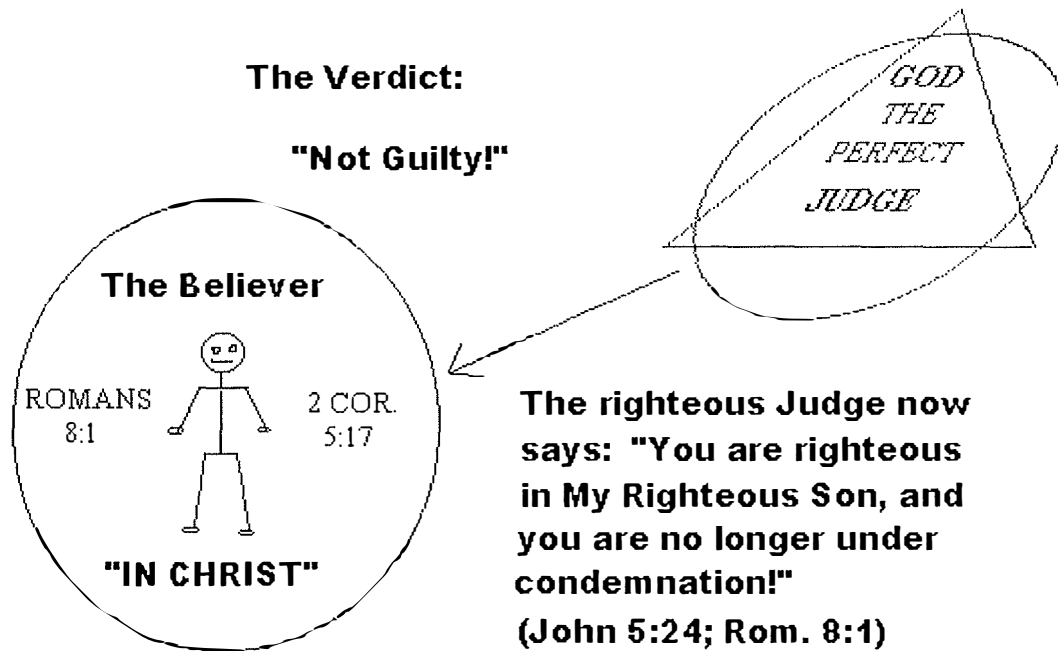 The Verdict:
"Not Guilty!"
GOD
THE
PERFECT
JUDGE
The Believer
ROMANS
8:1
2 COR.
5:17
"IN CHRIST"
The righteous Judge now
says: "You are righteous
in My Righteous Son, and
you are no longer under
condemnation!"
(John 5:24; Rom. 8:1)